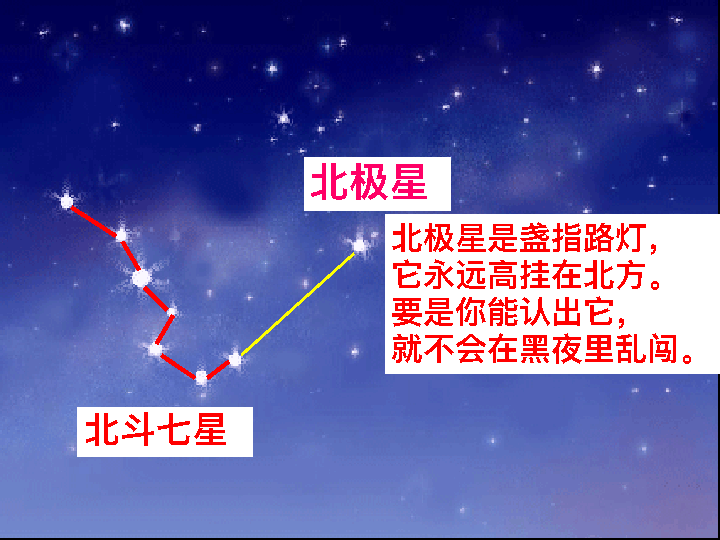 北极星
北极星是盏指路灯，
它永远高挂在北方。
要是你能认出它，
就不会在黑夜里乱闯。
北斗七星